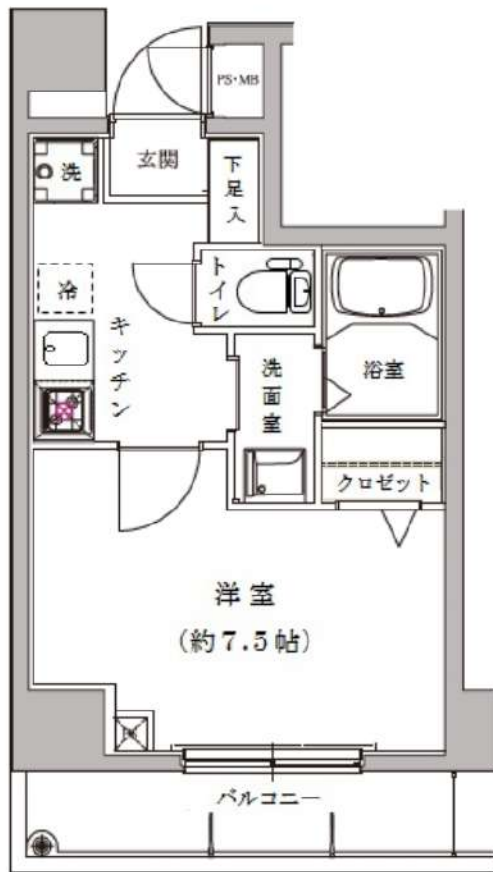 PS・MB
玄関
洗
下足入
トイレ
冷
キッチン
浴室
洗面室
クロゼット
洋室
(約7.5帖)
バルコニー